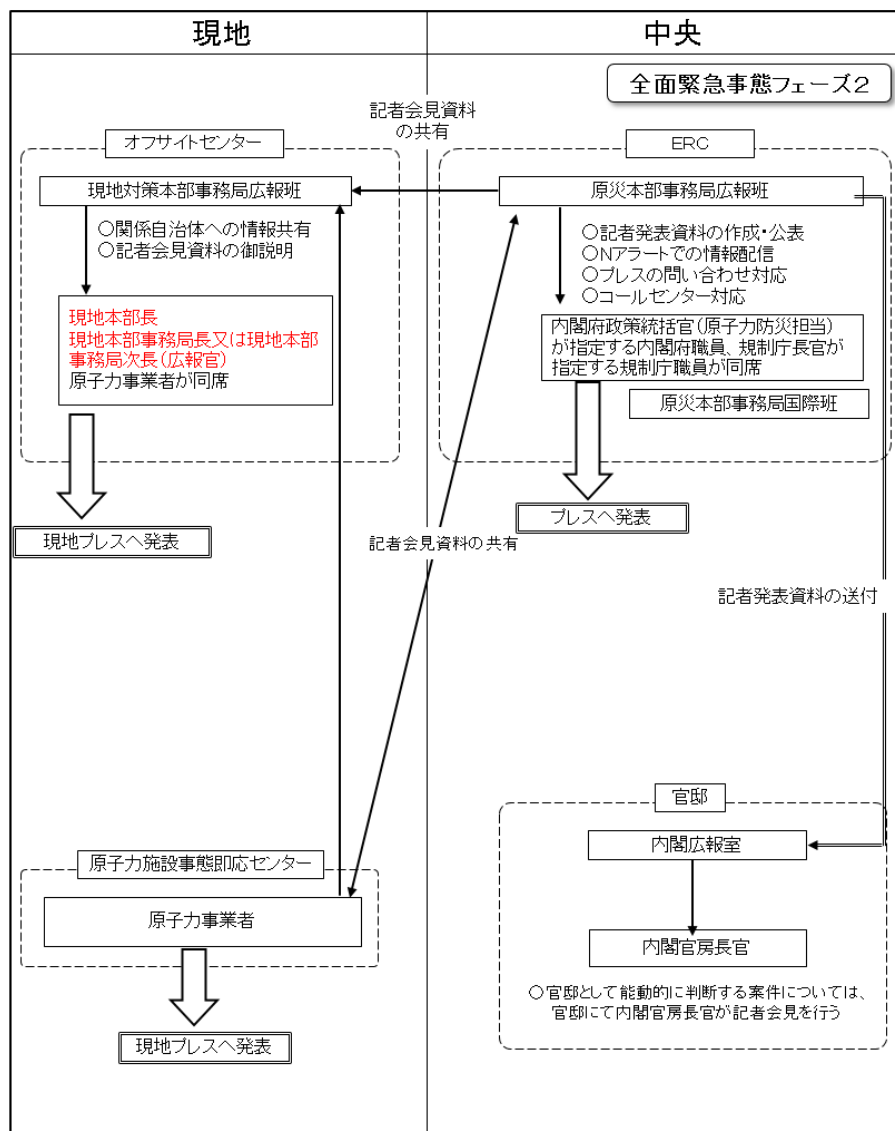 現地
中央
全面緊急事態フェーズ2
記者会見資料
の共有
オフサイトセンター
ERC
現地対策本部事務局広報班
原災本部事務局広報班
○関係自治体への情報共有
○記者会見資料の御説明
○記者発表資料の作成・公表
○Nアラートでの情報配信
○プレスの問い合わせ対応
○コールセンター対応
現地本部長
現地本部事務局長又は現地本部
事務局次長(広報官)
原子力事業者が同席
内閣府政策統括官(原子力防災担当)
が指定する内閣府職員、規制庁長官が
指定する規制庁職員が同席
原災本部事務局国際班
現地プレスへ発表
プレスへ発表
記者会見資料の共有
記者発表資料の送付
官邸
内閣広報室
原子力施設事態即応センター
原子力事業者
内閣官房長官
○官邸として能動的に判断する案件については、
官邸にて内閣官房長官が記者会見を行う
現地プレスへ発表